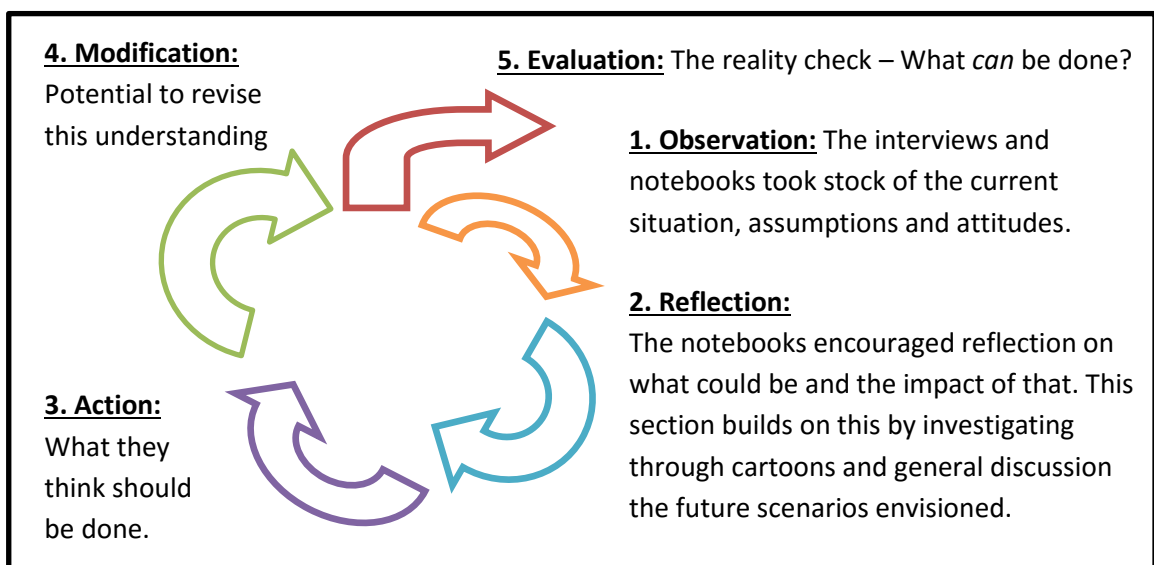 4. Modification:
Potential to revise
this understanding
5. Evaluation: The reality check – What can be done?
1. Observation: The interviews and
notebooks took stock of the current
situation, assumptions and attitudes.
2. Reflection:
The notebooks encouraged reflection on
what could be and the impact of that. This
section builds on this by investigating
through cartoons and general discussion
the future scenarios envisioned.
3. Action:
What they
think should
be done.